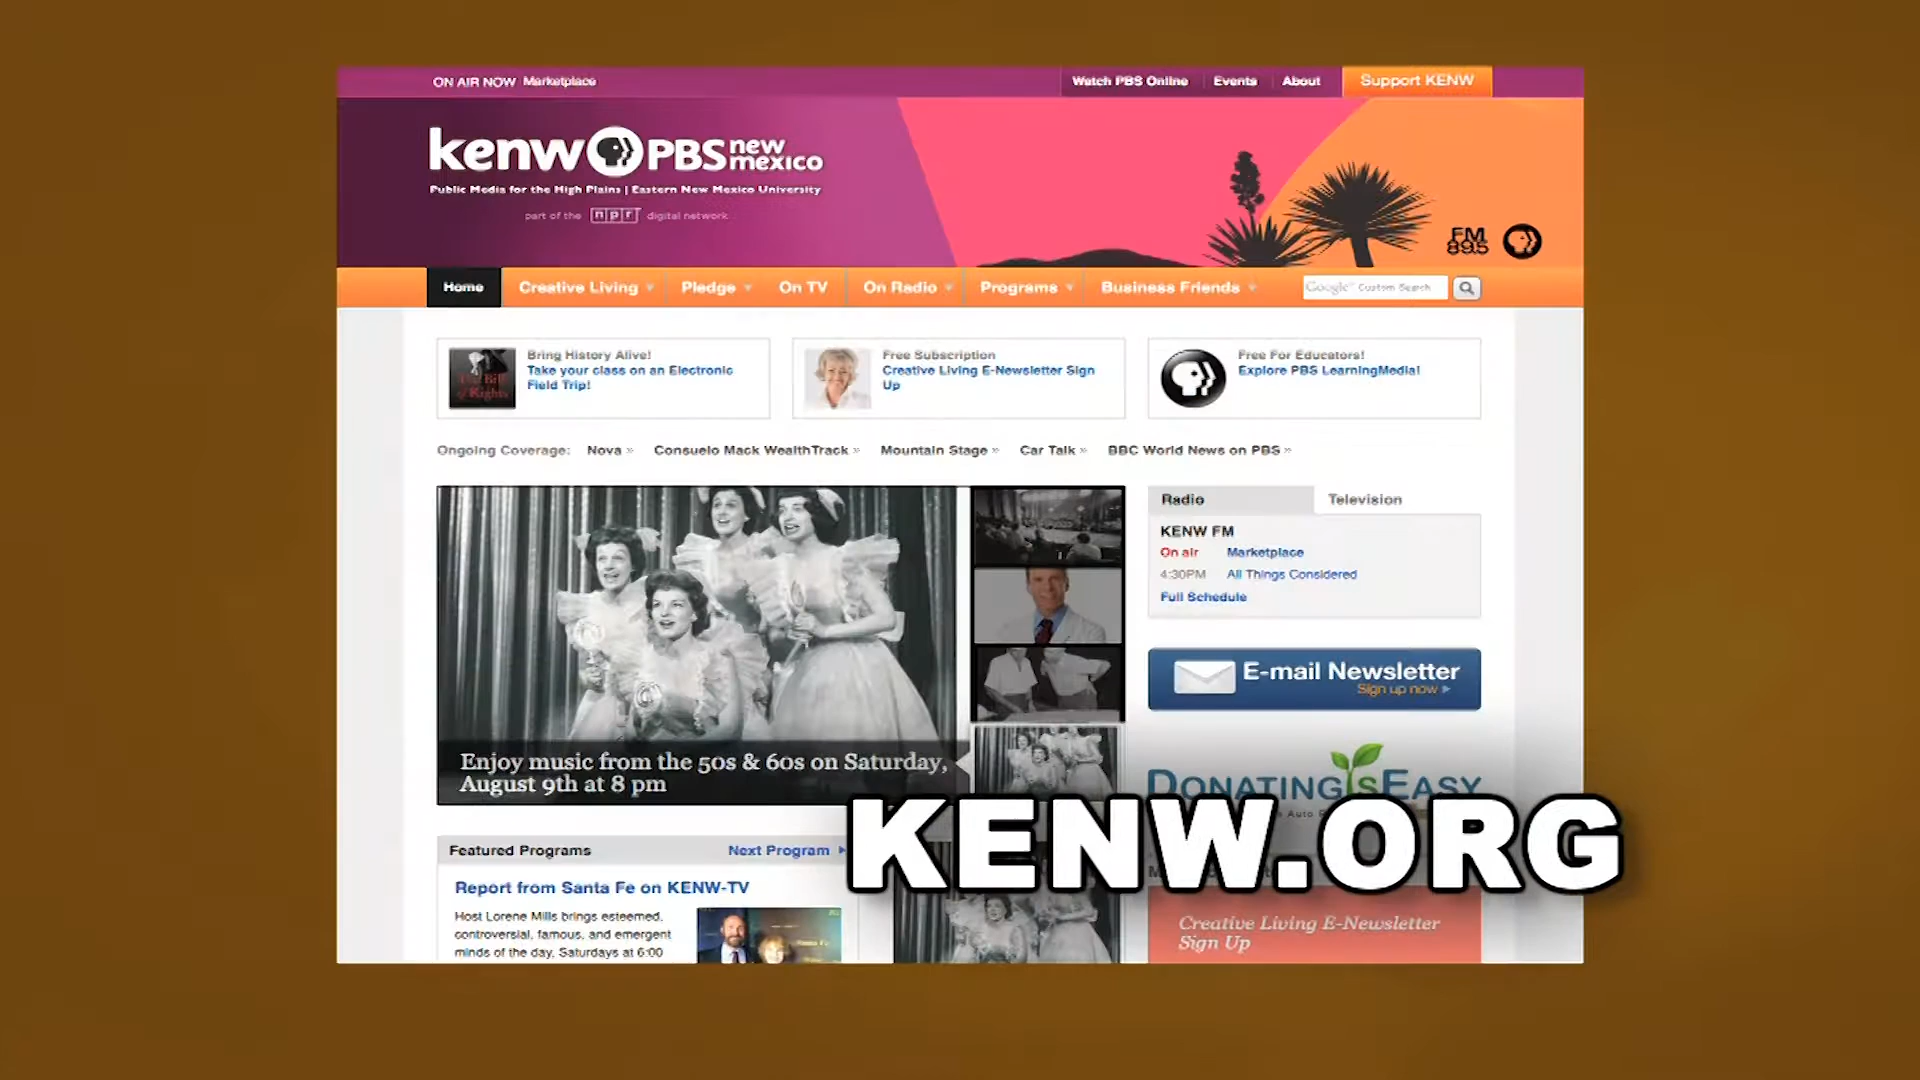 ON AIR NOW Marketplace
Watch PBS Online Events About Support KENW
kenw PBS new mexico
Public Media for the High Plains | Eastern New Mexico University
part of the npr digital network
FM 89.5
Home Creative Living Pledge On TV On Radio Programs Business Friends Google Custom Search
Bring History Alive!
Take your class on an Electronic
Field Trip!
Free Subscription
Creative Living E-Newsletter Sign
Up
Free For Educators!
Explore PBS LearningMedia!
Ongoing Coverage: Nova » Consuelo Mack WealthTrack » Mountain Stage » Car Talk » BBC World News on PBS »
Enjoy music from the 50s & 60s on Saturday,
August 9th at 8 pm
Radio Television
KENW FM
On air Marketplace
4:30PM All Things Considered
Full Schedule
E-mail Newsletter
Sign up now
DONATING IS EASY
KENW.ORG
Featured Programs Next Program
Report from Santa Fe on KENW-TV
Host Lorene Mills brings esteemed,
controversial, famous, and emergent
minds of the day. Saturdays at 6:00
Creative Living E-Newsletter
Sign Up